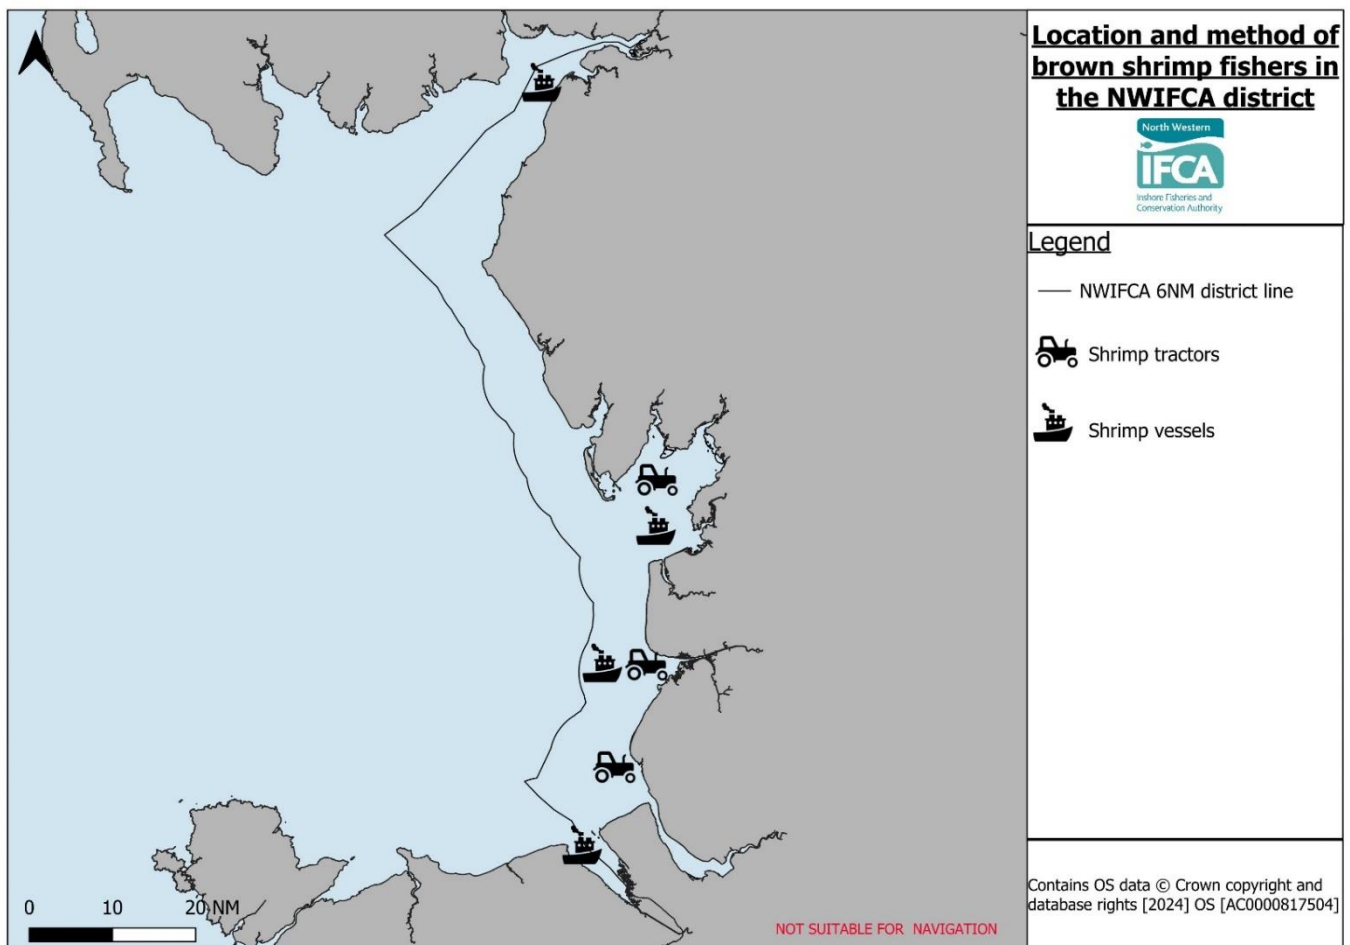 Location and method of
brown shrimp fishers in
the NWIFCA district
North Western
IFCA
Inshore Fisheries and
Conservation Authority
Legend
NWIFCA 6NM district line
Shrimp tractors
Shrimp vessels
Contains OS data © Crown copyright and
database rights [2024] OS [AC0000817504]
0 10 20 NM
NOT SUITABLE FOR NAVIGATION